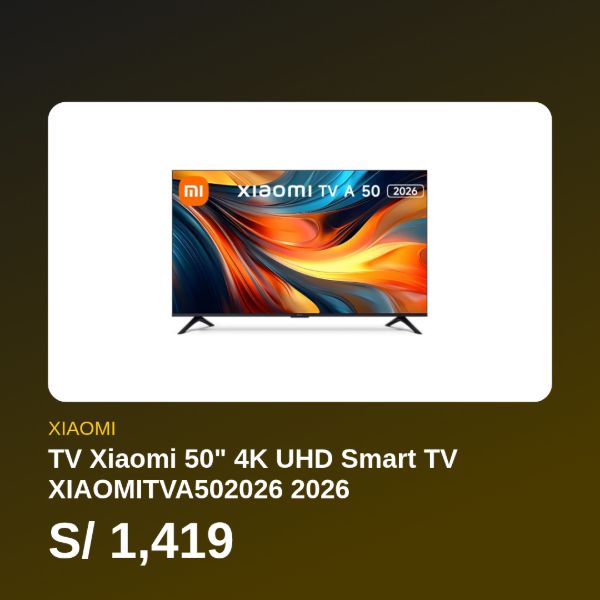 mi XIAOMI TV A 50 2026
XIAOMI
TV Xiaomi 50" 4K UHD Smart TV
XIAOMITVA502026 2026
S/ 1,419